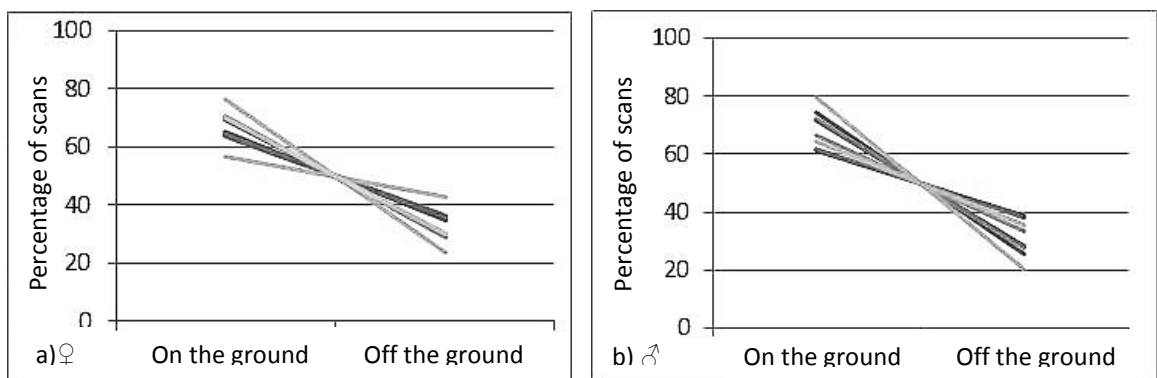 Percentage of scans
100
80
60
40
20
0
a)♀
On the ground
Off the ground
Percentage of scans
100
80
60
40
20
0
b) ♂
On the ground
Off the ground